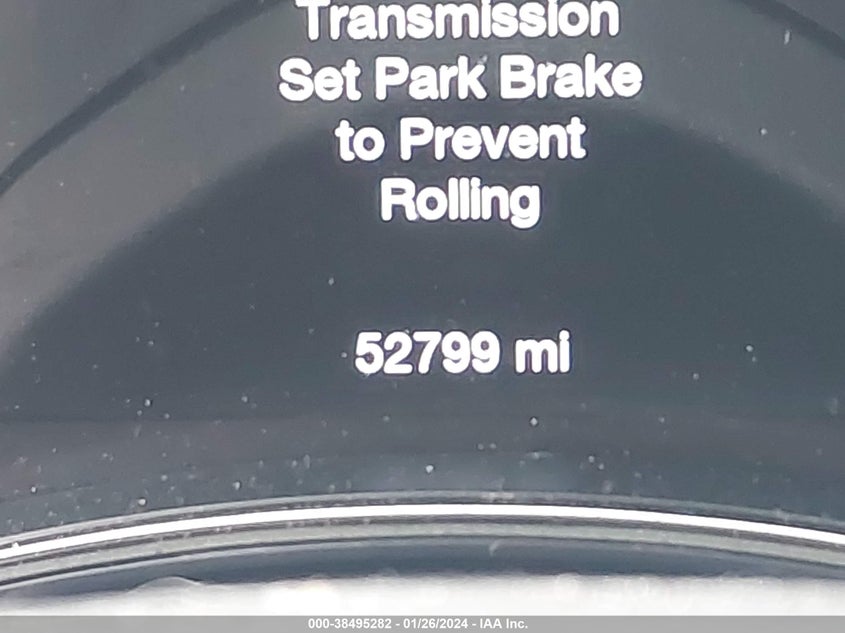 Transmission
Set Park Brake
to Prevent
Rolling
52799 mi
000-38495282 - 01/26/2024 - IAA Inc.